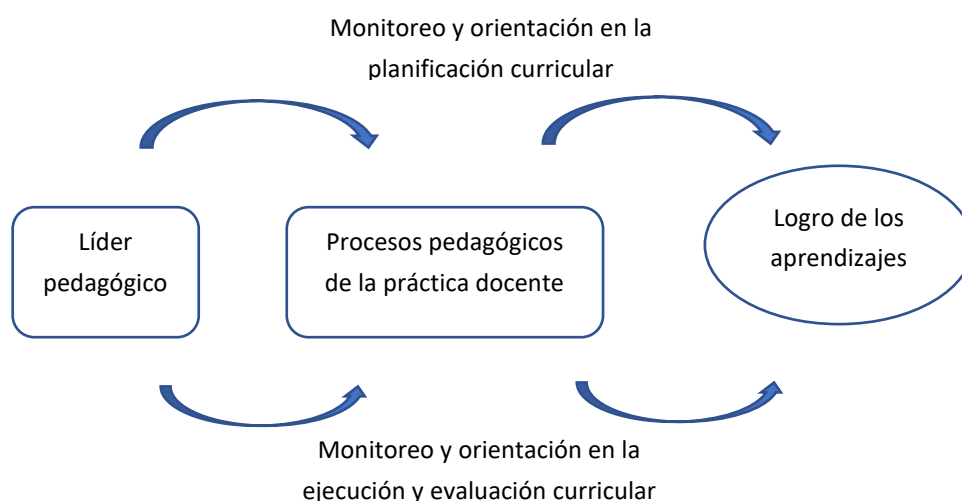 Monitoreo y orientación en la
planificación curricular
Líder
pedagógico
Procesos pedagógicos
de la práctica docente
Logro de los
aprendizajes
Monitoreo y orientación en la
ejecución y evaluación curricular